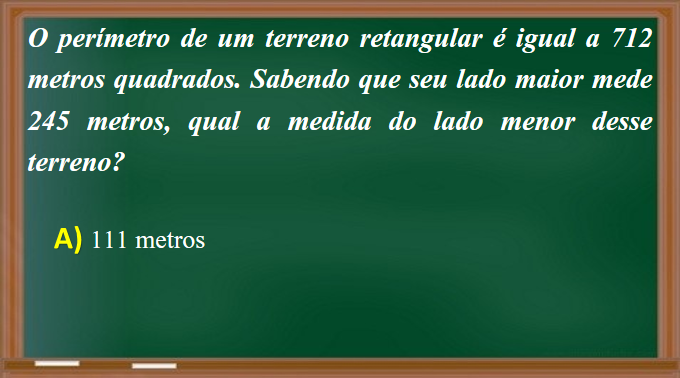 O perímetro de um terreno retangular é igual a 712
metros quadrados. Sabendo que seu lado maior mede
245 metros, qual a medida do lado menor desse
terreno?
A) 111 metros